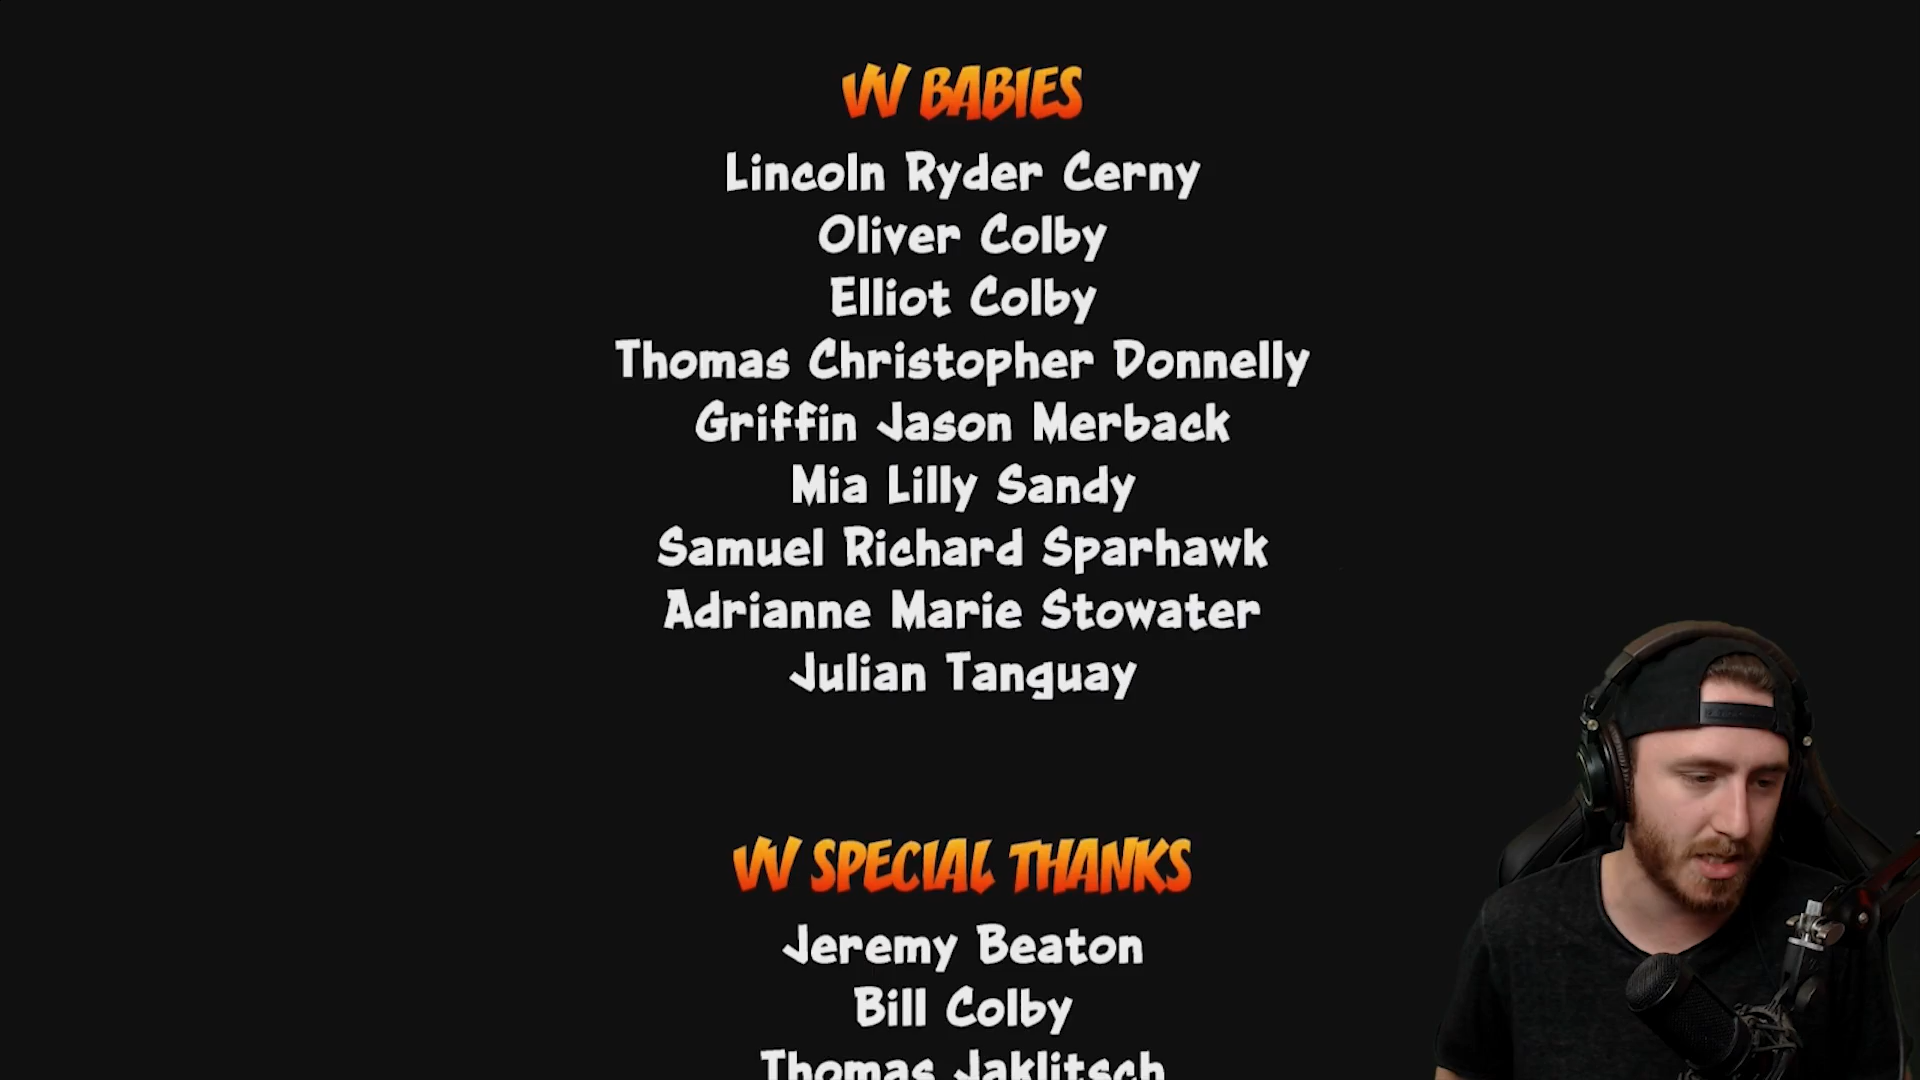 VV BABIES
Lincoln Ryder Cerny
Oliver Colby
Elliot Colby
Thomas Christopher Donnelly
Griffin Jason Merback
Mia Lilly Sandy
Samuel Richard Sparhawk
Adrianne Marie Stowater
Julian Tanguay
VV SPECIAL THANKS
Jeremy Beaton
Bill Colby
Thomas Jaklitsch